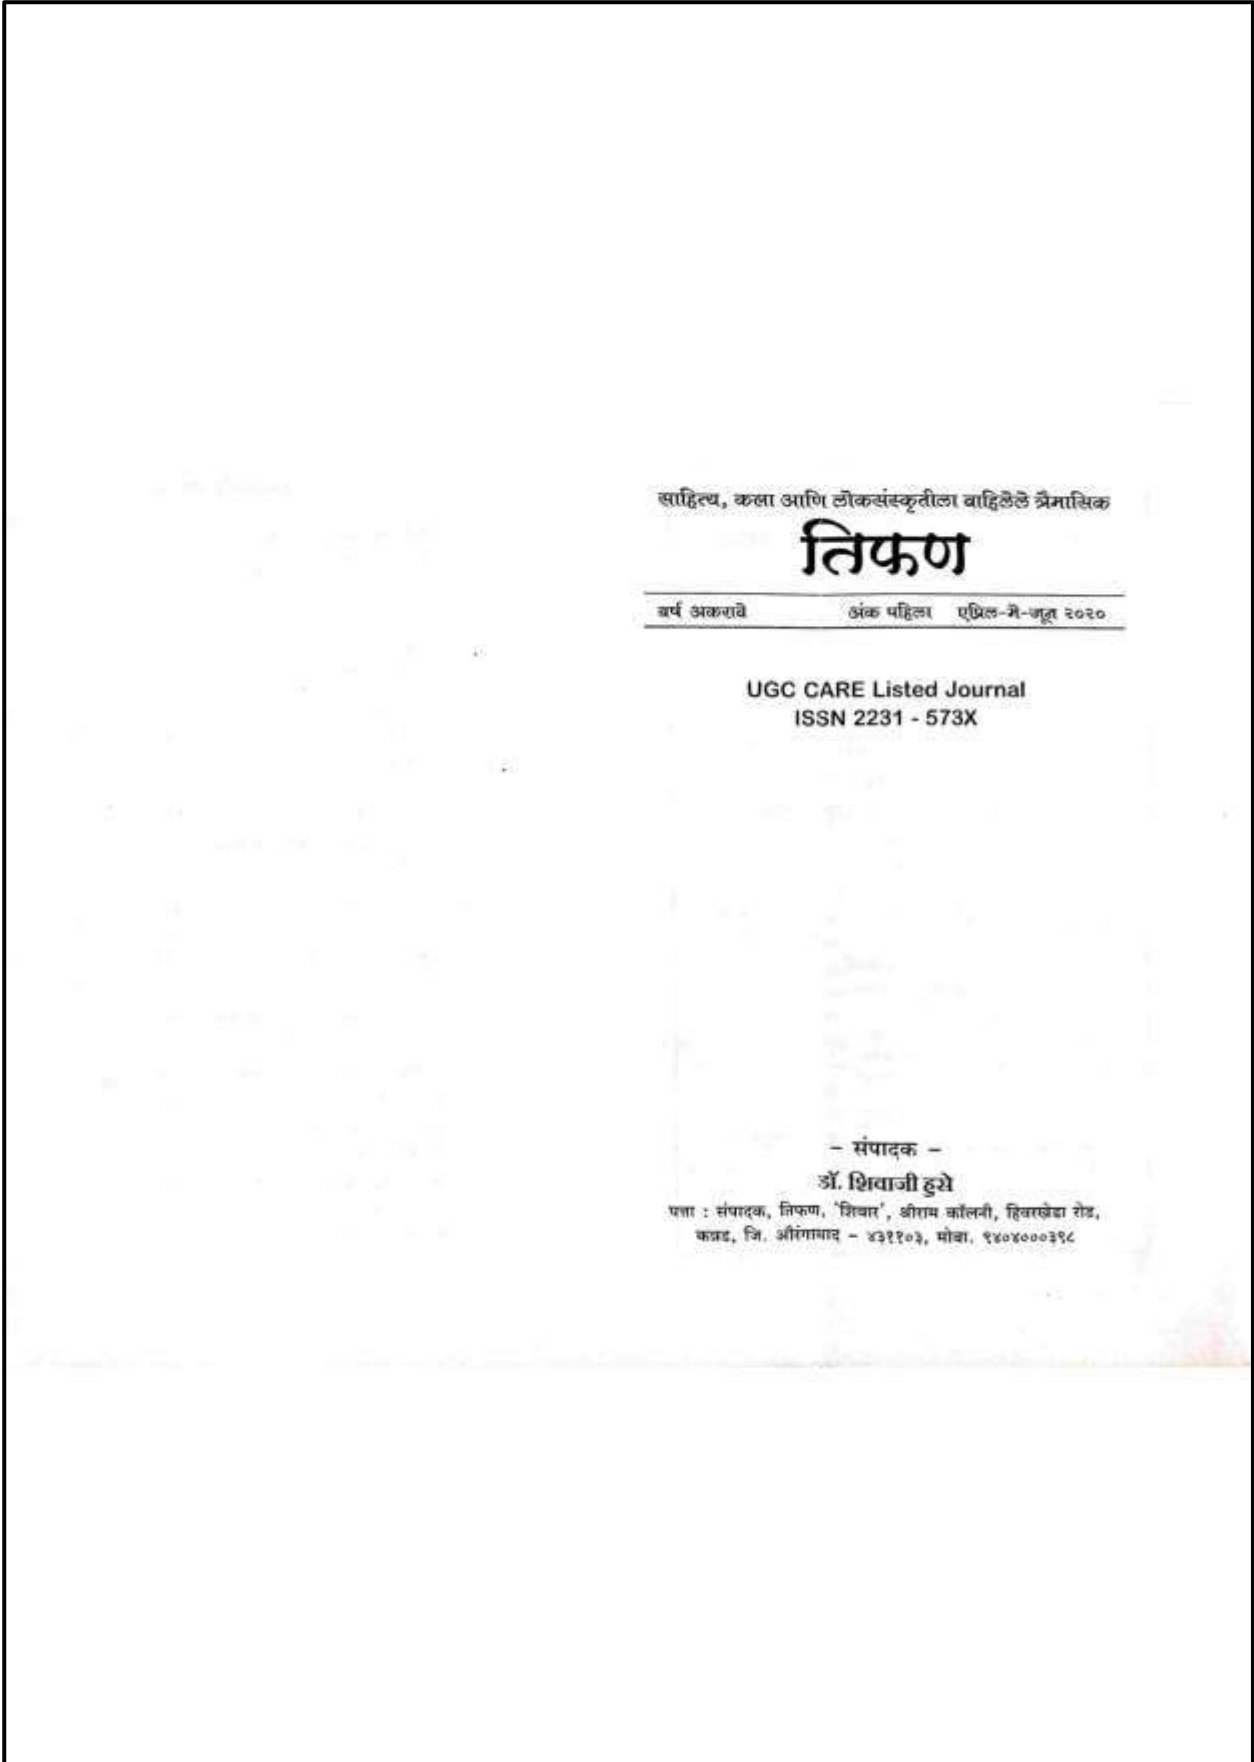 साहित्य, कला आणि लोकसंस्कृतीला वाहिलेले त्रैमासिक
तिफण
वर्ष अकरावे अंक पहिला एप्रिल-मे-जून २०२०
UGC CARE Listed Journal
ISSN 2231 - 573X
- संपादक -
डॉ. शिवाजी हुसे
पत्ता : संपादक, तिफण, 'शिवार', श्रीराम कॉलनी, हिवरखेडा रोड,
कन्नड, जि. औरंगाबाद - ४३११०३, मोबा. ९४०४०००३९८